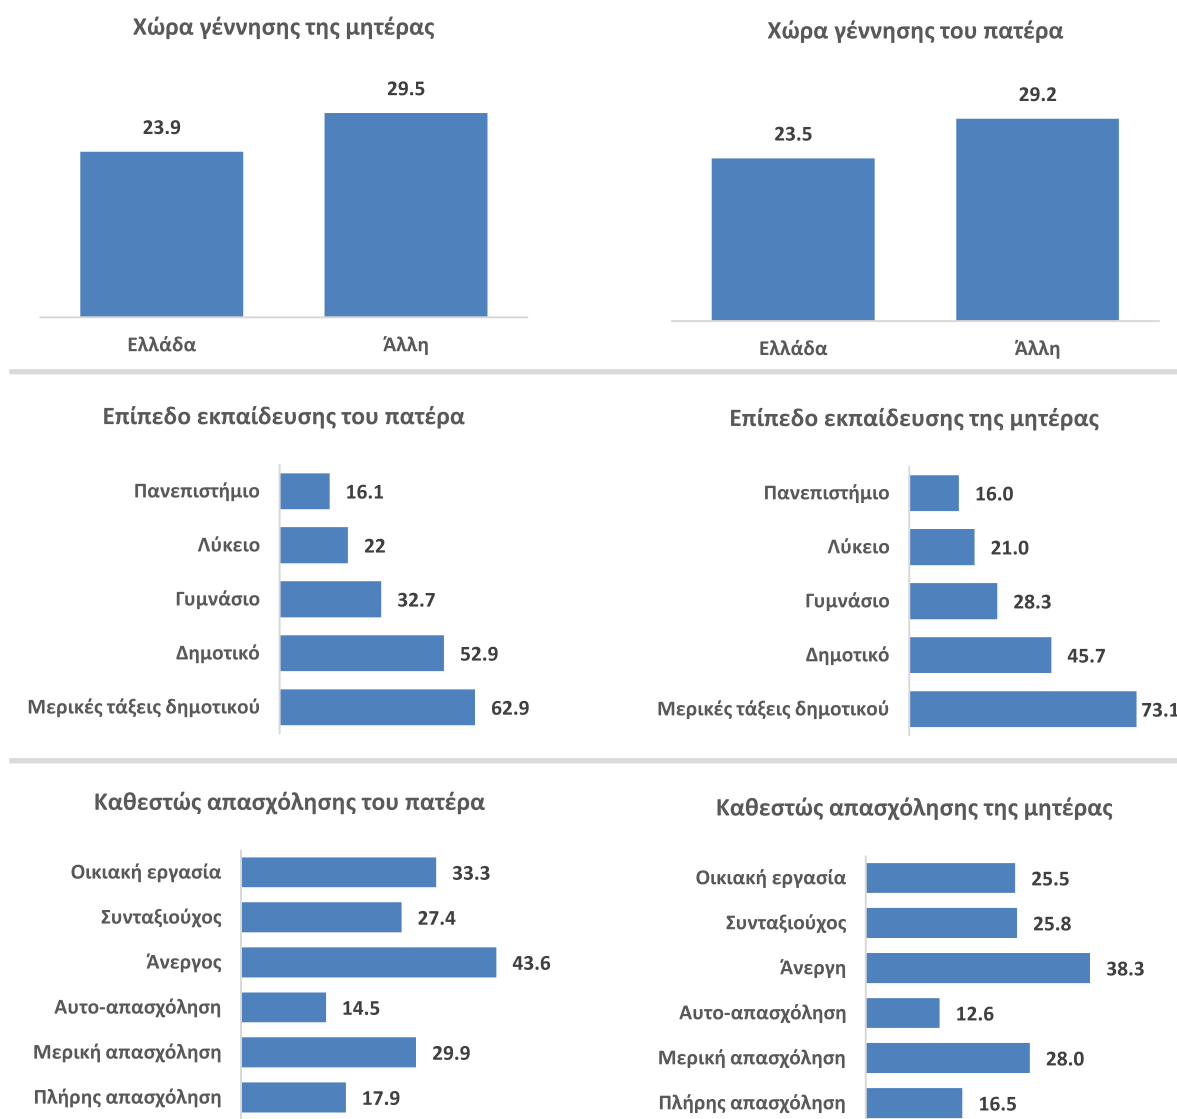 Χώρα γέννησης της μητέρας
29.5
23.9
Ελλάδα Άλλη
Χώρα γέννησης του πατέρα
29.2
23.5
Ελλάδα Άλλη
Επίπεδο εκπαίδευσης του πατέρα
Πανεπιστήμιο 16.1
Λύκειο 22
Γυμνάσιο 32.7
Δημοτικό 52.9
Μερικές τάξεις δημοτικού 62.9
Επίπεδο εκπαίδευσης της μητέρας
Πανεπιστήμιο 16.0
Λύκειο 21.0
Γυμνάσιο 28.3
Δημοτικό 45.7
Μερικές τάξεις δημοτικού 73.1
Καθεστώς απασχόλησης του πατέρα
Οικιακή εργασία 33.3
Συνταξιούχος 27.4
Άνεργος 43.6
Αυτο-απασχόληση 14.5
Μερική απασχόληση 29.9
Πλήρης απασχόληση 17.9
Καθεστώς απασχόλησης της μητέρας
Οικιακή εργασία 25.5
Συνταξιούχος 25.8
Άνεργη 38.3
Αυτο-απασχόληση 12.6
Μερική απασχόληση 28.0
Πλήρης απασχόληση 16.5